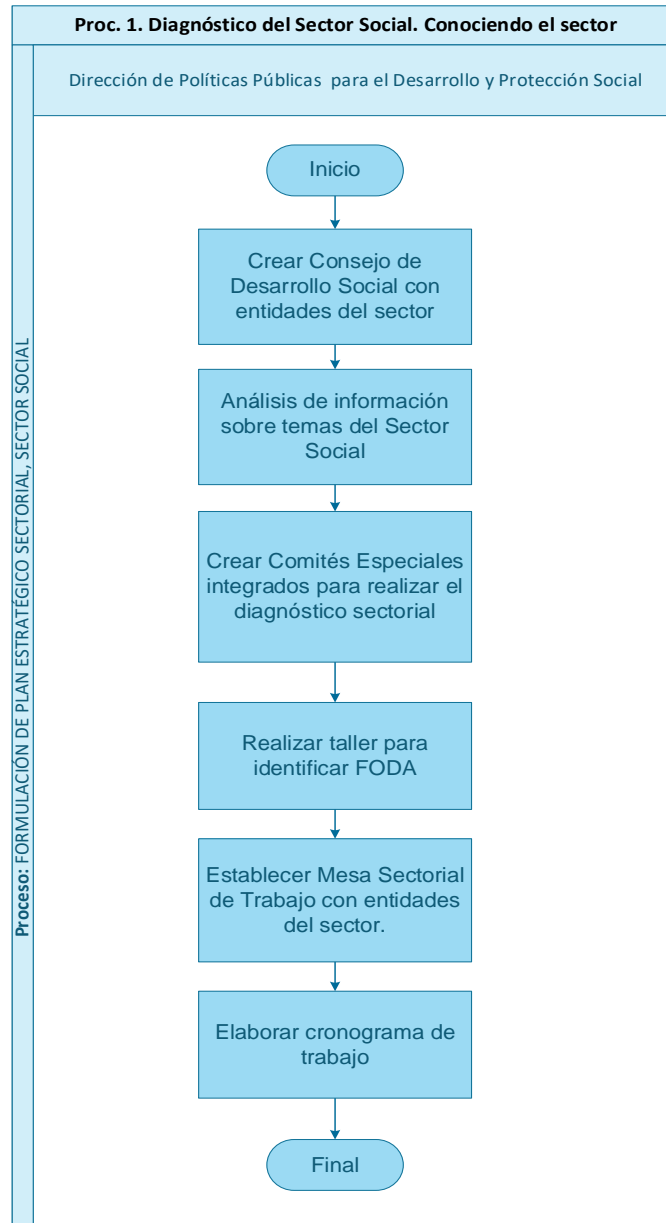 Proc. 1. Diagnóstico del Sector Social. Conociendo el sector
Dirección de Políticas Públicas para el Desarrollo y Protección Social
Proceso: FORMULACIÓN DE PLAN ESTRATÉGICO SECTORIAL, SECTOR SOCIAL
Inicio
Crear Consejo de
Desarrollo Social con
entidades del sector
Análisis de información
sobre temas del Sector
Social
Crear Comités Especiales
integrados para realizar el
diagnóstico sectorial
Realizar taller para
identificar FODA
Establecer Mesa Sectorial
de Trabajo con entidades
del sector.
Elaborar cronograma de
trabajo
Final